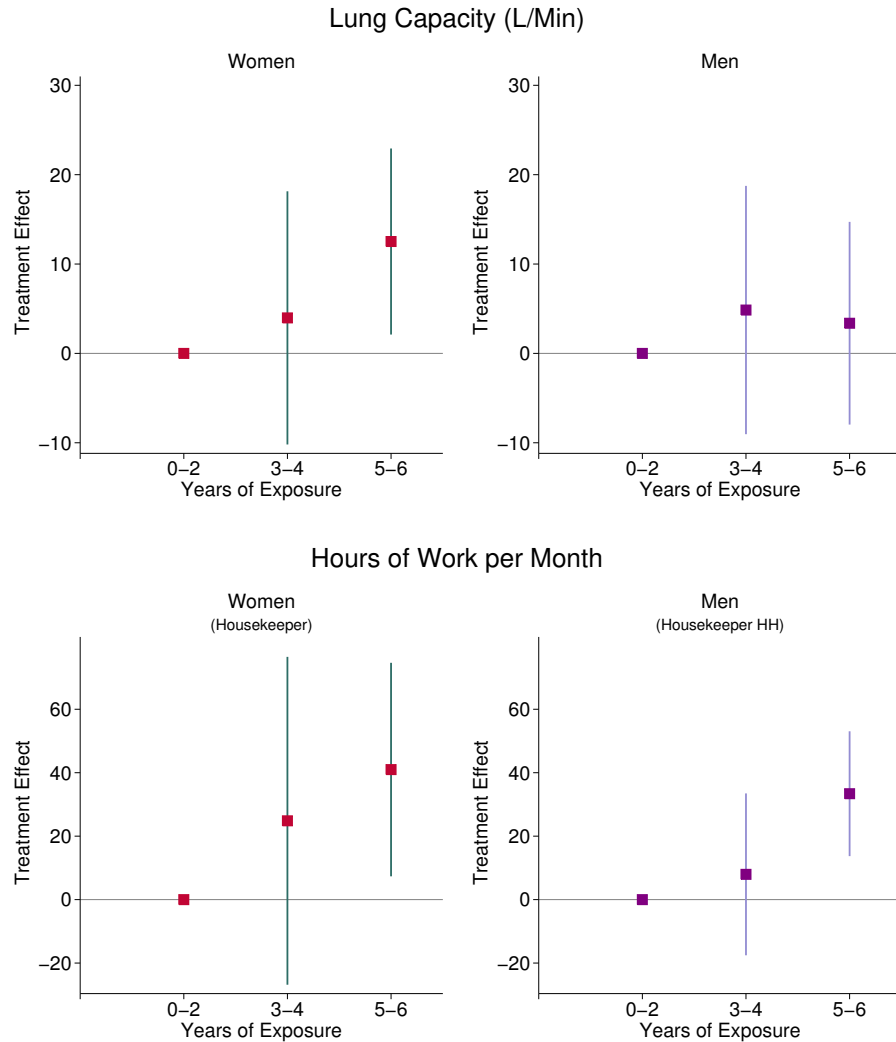 Lung Capacity (L/Min)
Women
Treatment Effect
30
20
10
0
−10
0−2
3−4
5−6
Years of Exposure
Men
Treatment Effect
30
20
10
0
−10
0−2
3−4
5−6
Years of Exposure
Hours of Work per Month
Women
(Housekeeper)
Treatment Effect
60
40
20
0
−20
0−2
3−4
5−6
Years of Exposure
Men
(Housekeeper HH)
Treatment Effect
60
40
20
0
−20
0−2
3−4
5−6
Years of Exposure